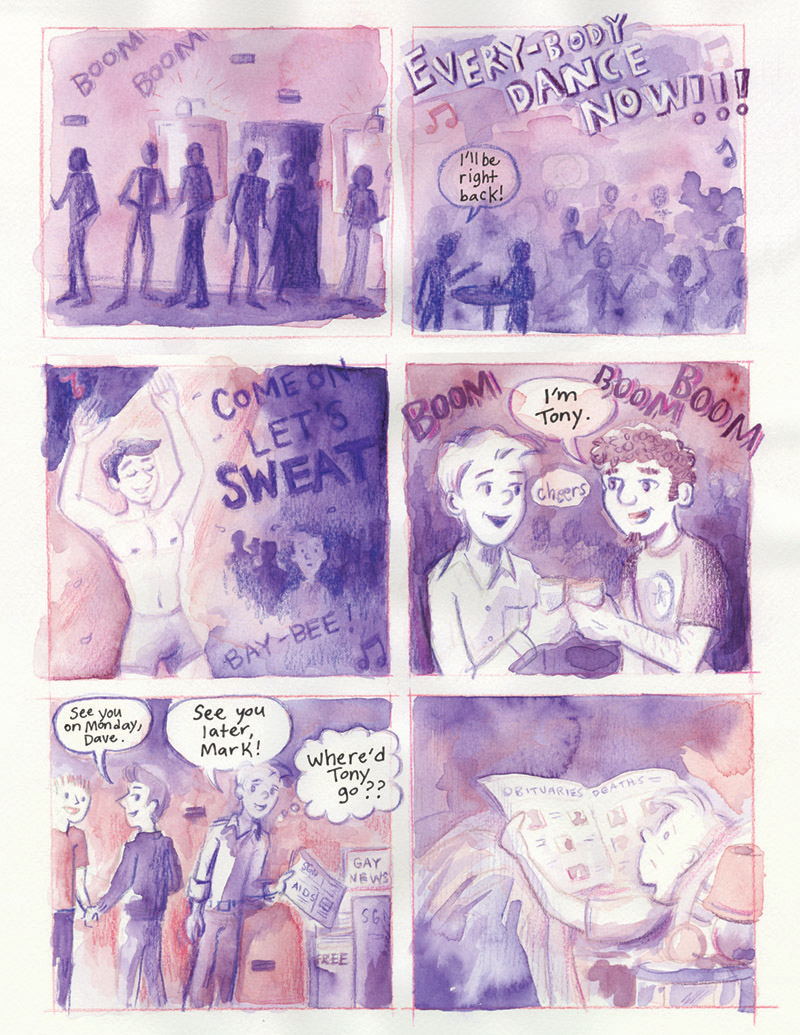 BOOM
BOOM
EVERY-BODY
DANCE
NOW!!!
I'll be
right
back!
COME ON
LET'S
SWEAT
BAY-BEE!
BOOM
BOOM
BOOM
I'm
Tony.
cheers
See you
on Monday,
Dave.
See you
later,
Mark!
Where'd
Tony
go??
SGN
AIDS
GAY
NEWS
SG
FREE
OBITUARIES DEATHS